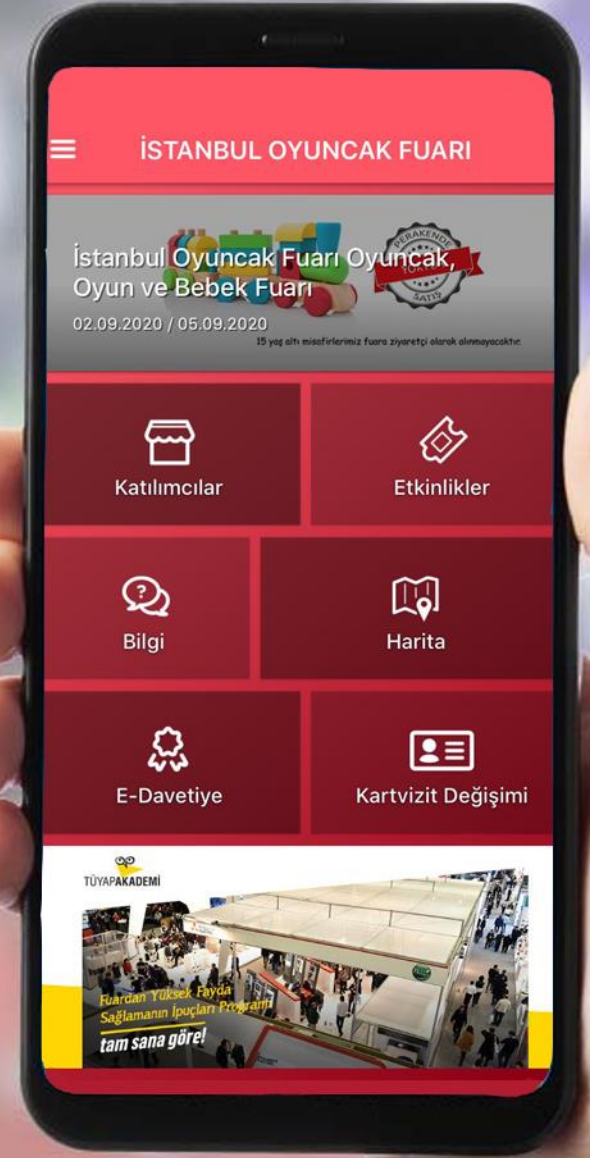 İSTANBUL OYUNCAK FUARI
İstanbul Oyuncak Fuarı Oyuncak,
Oyun ve Bebek Fuarı
PERAKENDE
SATIŞ
02.09.2020 / 05.09.2020
15 yaş altı misafirlerimiz fuara ziyaretçi olarak alınmayacaktır.
Katılımcılar
Etkinlikler
Bilgi
Harita
E-Davetiye
Kartvizit Değişimi
TÜYAPAKADEMİ
Fuardan Yüksek Fayda
Sağlamanın İpuçları Programı
tam sana göre!